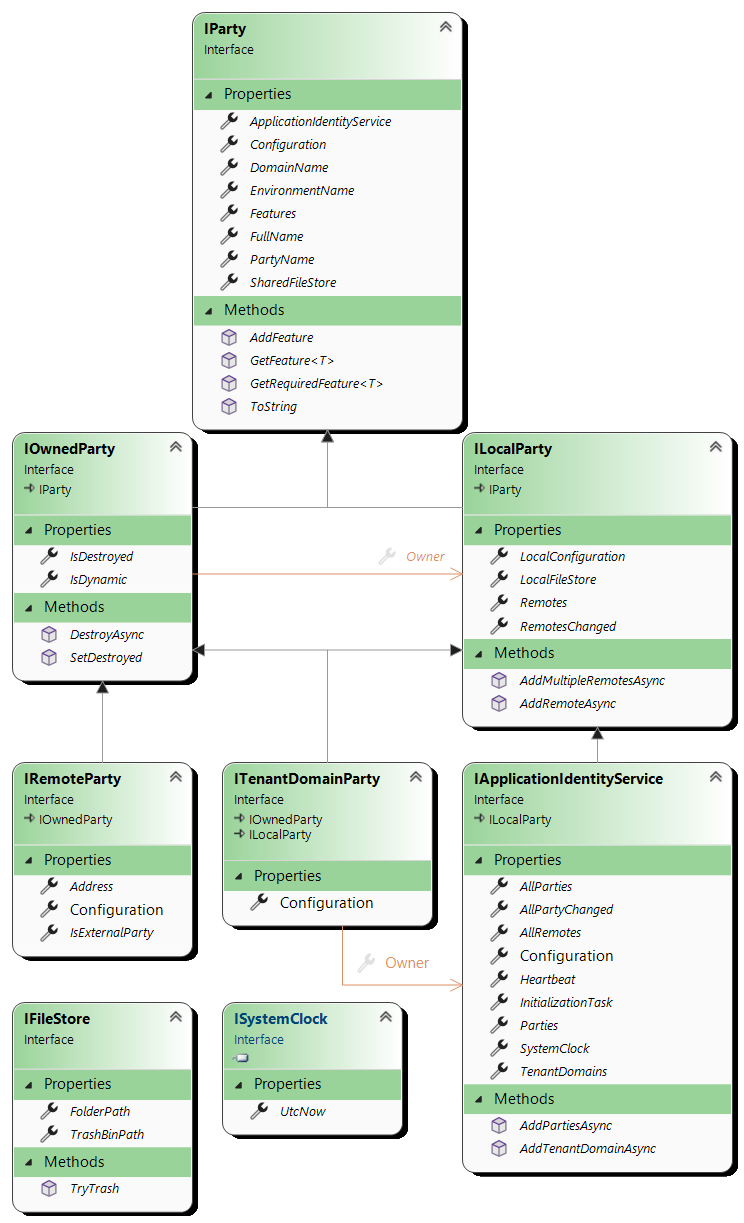 IParty
Interface
Properties
ApplicationIdentityService
Configuration
DomainName
EnvironmentName
Features
FullName
PartyName
SharedFileStore
Methods
AddFeature
GetFeature<T>
GetRequiredFeature<T>
ToString
IOwnedParty
Interface
IParty
Properties
IsDestroyed
IsDynamic
Methods
DestroyAsync
SetDestroyed
Owner
ILocalParty
Interface
IParty
Properties
LocalConfiguration
LocalFileStore
Remotes
RemotesChanged
Methods
AddMultipleRemotesAsync
AddRemoteAsync
IRemoteParty
Interface
IOwnedParty
Properties
Address
Configuration
IsExternalParty
ITenantDomainParty
Interface
IOwnedParty
ILocalParty
Properties
Configuration
Owner
IApplicationIdentityService
Interface
ILocalParty
Properties
AllParties
AllPartyChanged
AllRemotes
Configuration
Heartbeat
InitializationTask
Parties
SystemClock
TenantDomains
Methods
AddPartiesAsync
AddTenantDomainAsync
IFileStore
Interface
Properties
FolderPath
TrashBinPath
Methods
TryTrash
ISystemClock
Interface
Properties
UtcNow